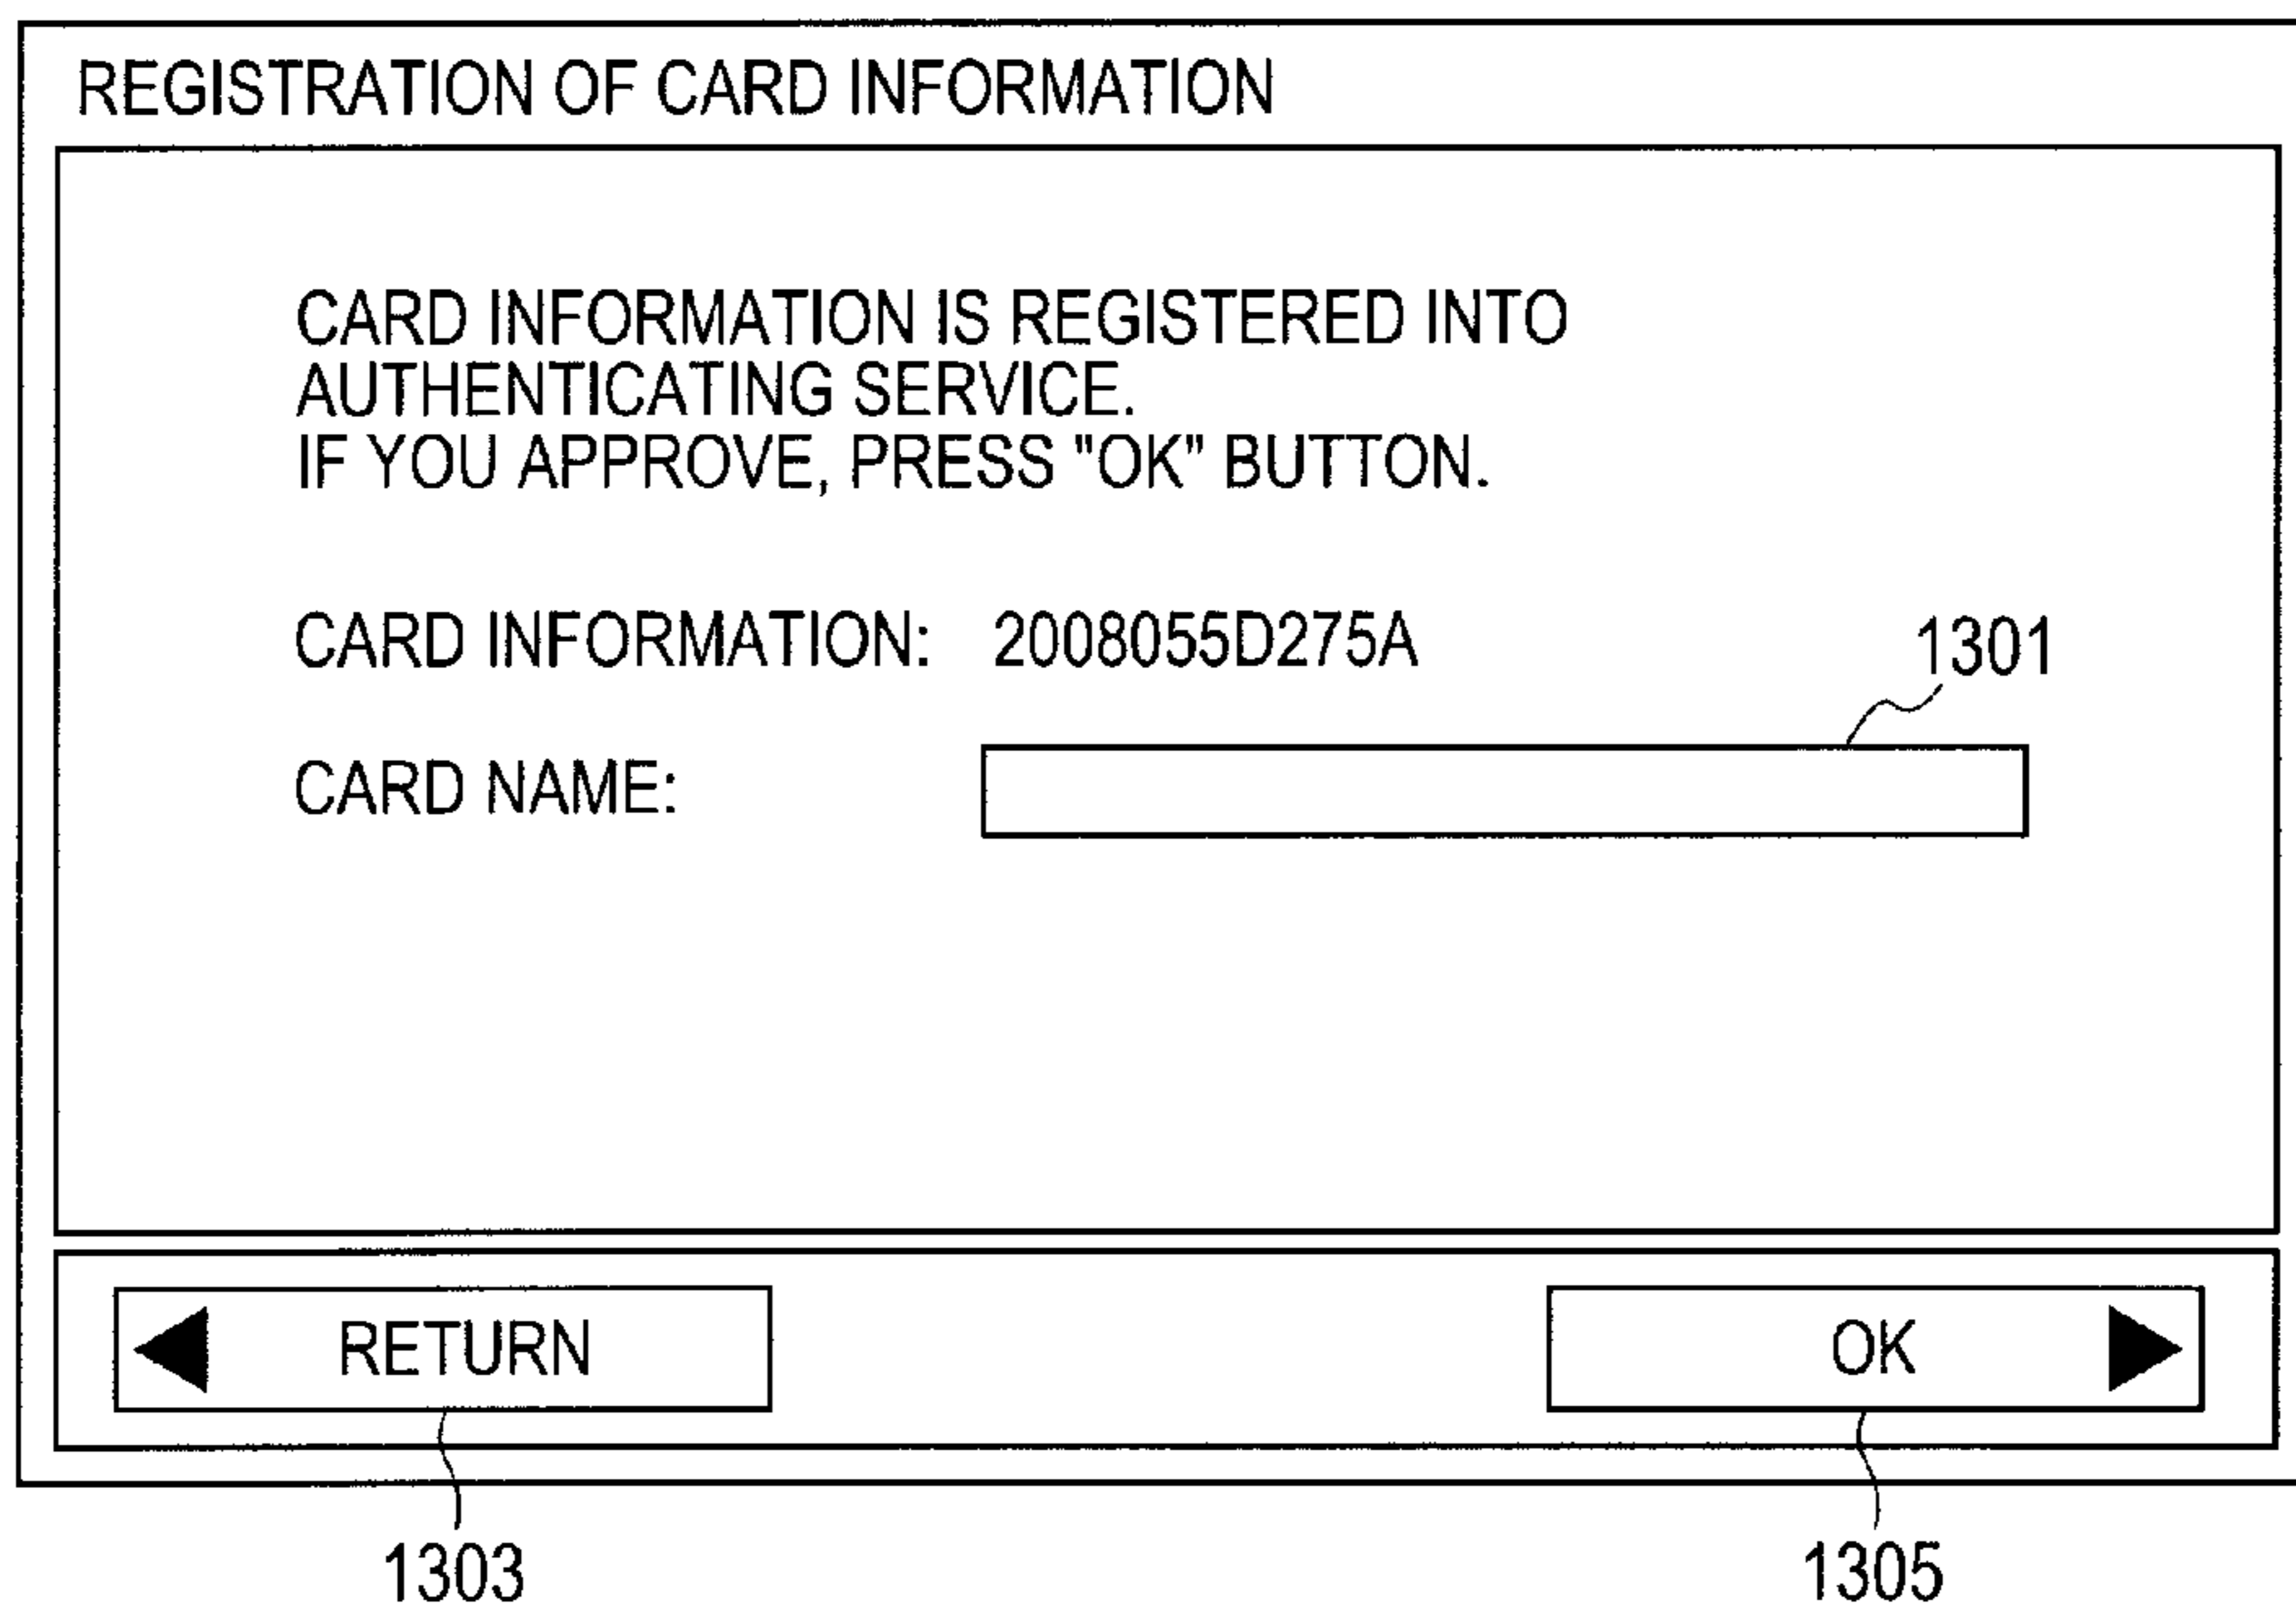 REGISTRATION OF CARD INFORMATION
CARD INFORMATION IS REGISTERED INTO
AUTHENTICATING SERVICE.
IF YOU APPROVE, PRESS "OK" BUTTON.
CARD INFORMATION: 2008055D275A
1301
CARD NAME:
RETURN
OK
1303
1305